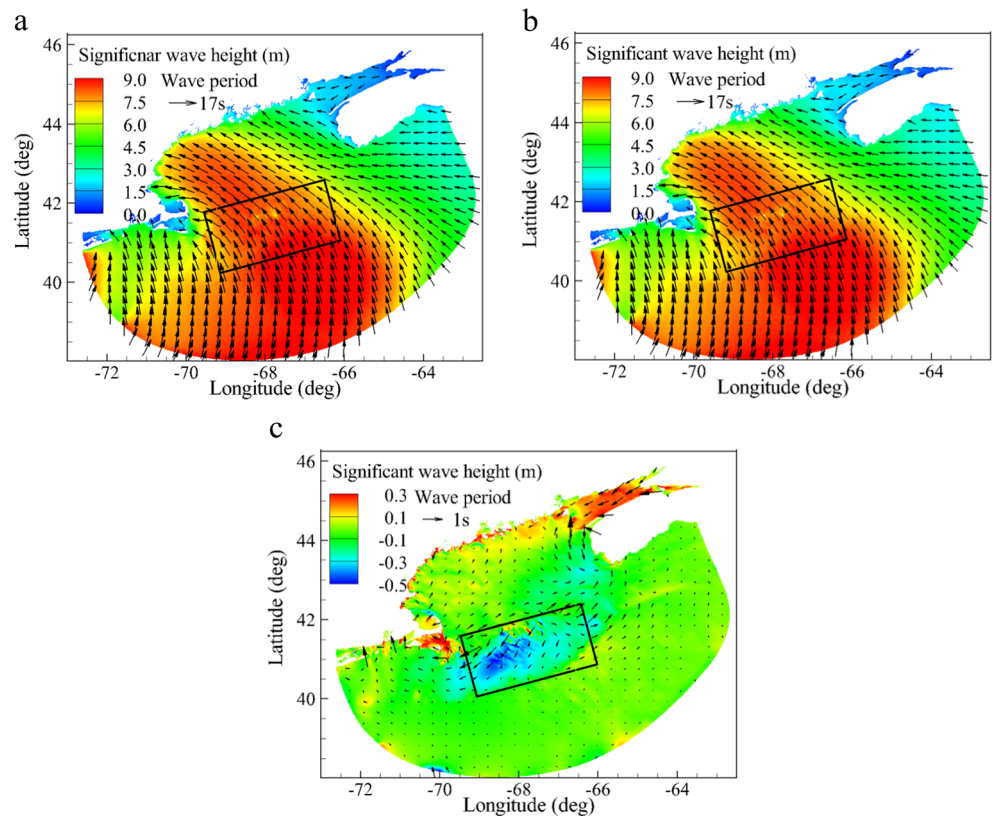 a
46
Significnar wave height (m)
9.0
Wave period
7.5
17s
6.0
44
4.5
3.0
1.5
0.0
42
40
Latitude (deg)
-72
-70
-68
-66
-64
Longitude (deg)
b
46
Significant wave height (m)
9.0
Wave period
7.5
17s
6.0
44
4.5
3.0
1.5
0.0
42
40
Latitude (deg)
-72
-70
-68
-66
-64
Longitude (deg)
c
46
Significant wave height (m)
0.3
Wave period
0.1
1s
-0.1
44
-0.3
-0.5
42
40
Latitude (deg)
-72
-70
-68
-66
-64
Longitude (deg)